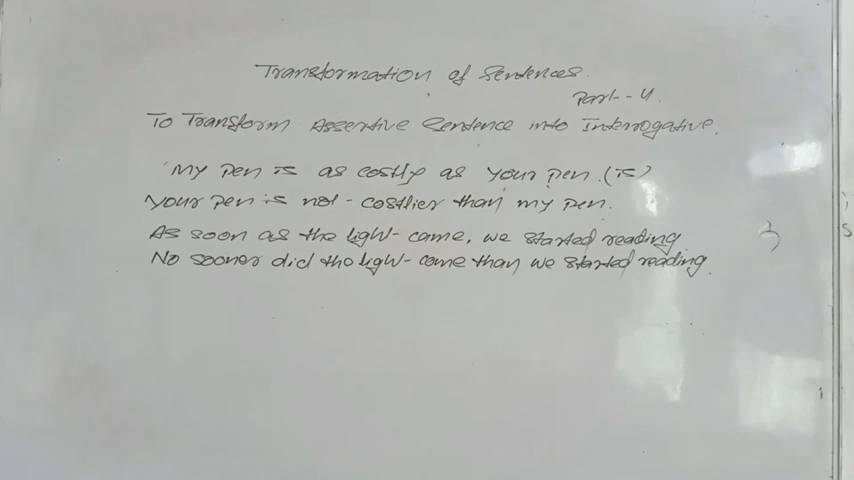 Transformation of Sentences.
Part-4.
To Transform Assertive Sentence into Interrogative.
My pen is as costly as your pen. (is)
Your pen is not costlier than my pen.
As soon as the light came, we started reading
No sooner did the light come than we started reading.